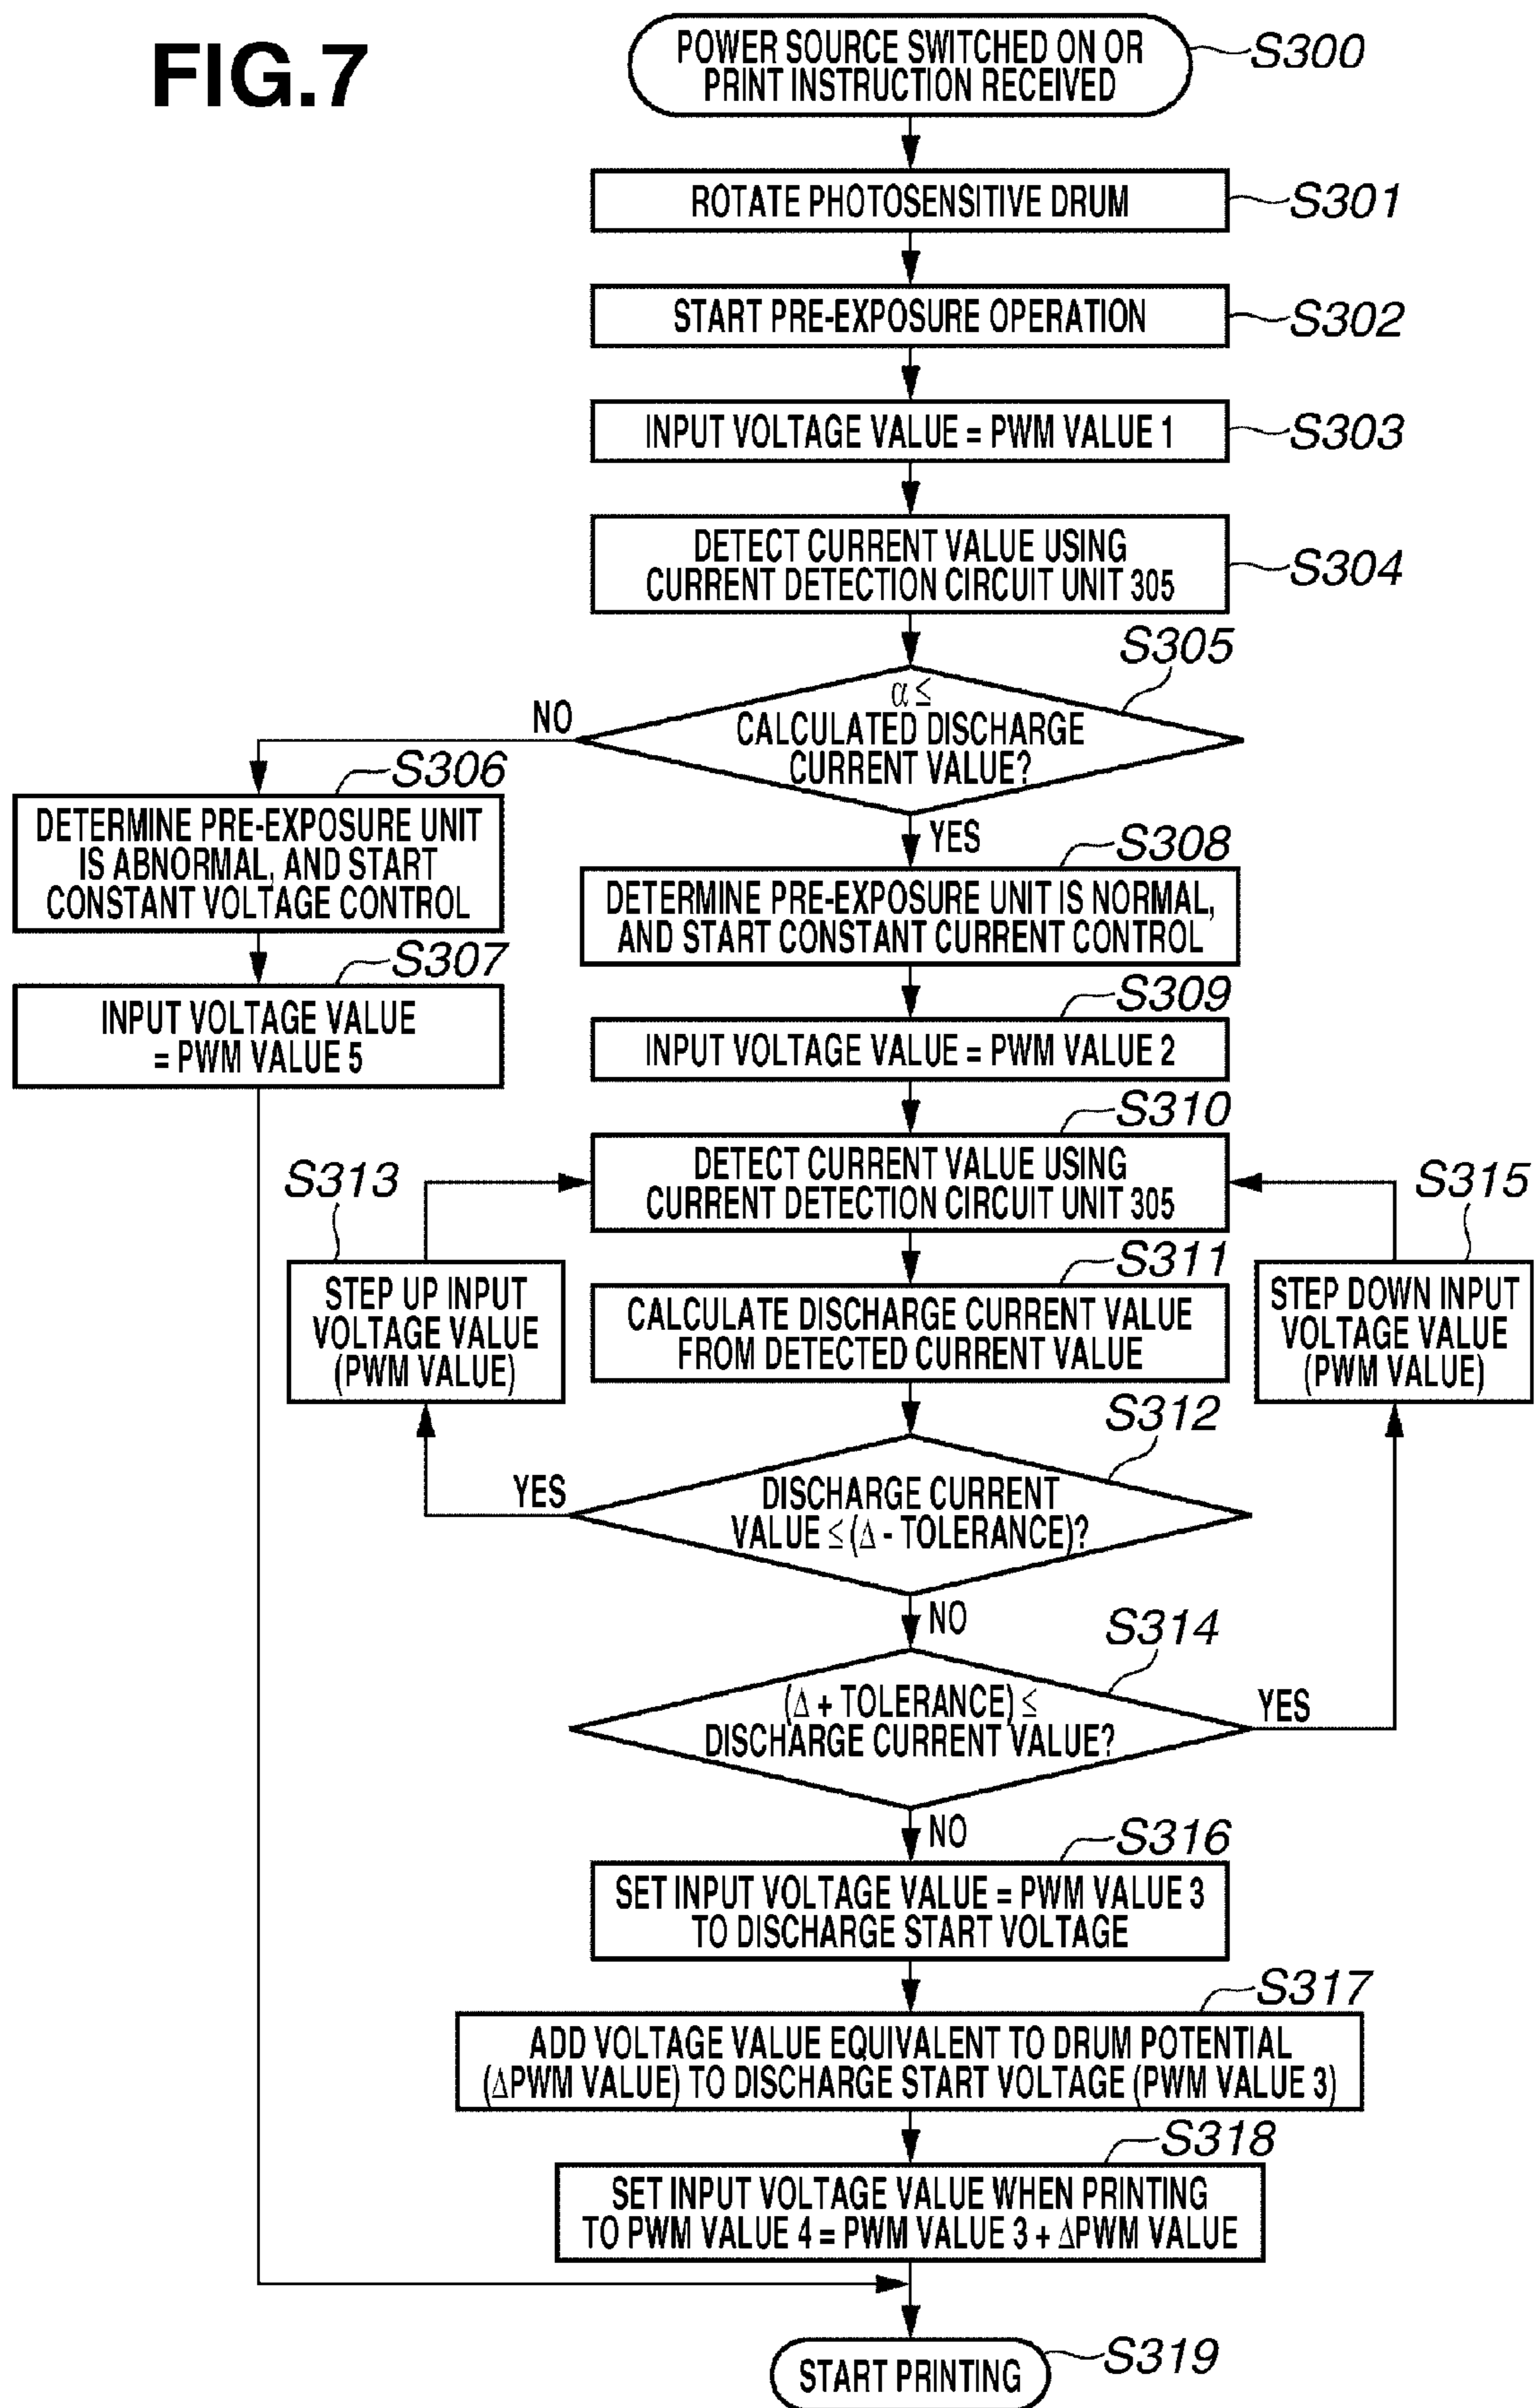 FIG.7
POWER SOURCE SWITCHED ON OR
PRINT INSTRUCTION RECEIVED
S300
ROTATE PHOTOSENSITIVE DRUM
S301
START PRE-EXPOSURE OPERATION
S302
INPUT VOLTAGE VALUE = PWM VALUE 1
S303
DETECT CURRENT VALUE USING
CURRENT DETECTION CIRCUIT UNIT 305
S304
S305
α ≤
CALCULATED DISCHARGE
CURRENT VALUE?
NO
YES
S306
DETERMINE PRE-EXPOSURE UNIT
IS ABNORMAL, AND START
CONSTANT VOLTAGE CONTROL
S307
INPUT VOLTAGE VALUE
= PWM VALUE 5
S308
DETERMINE PRE-EXPOSURE UNIT IS NORMAL,
AND START CONSTANT CURRENT CONTROL
S309
INPUT VOLTAGE VALUE = PWM VALUE 2
S310
DETECT CURRENT VALUE USING
CURRENT DETECTION CIRCUIT UNIT 305
S313
STEP UP INPUT
VOLTAGE VALUE
(PWM VALUE)
S315
STEP DOWN INPUT
VOLTAGE VALUE
(PWM VALUE)
S311
CALCULATE DISCHARGE CURRENT VALUE
FROM DETECTED CURRENT VALUE
S312
DISCHARGE CURRENT
VALUE ≤ (Δ - TOLERANCE)?
YES
NO
S314
(Δ + TOLERANCE) ≤
DISCHARGE CURRENT VALUE?
YES
NO
S316
SET INPUT VOLTAGE VALUE = PWM VALUE 3
TO DISCHARGE START VOLTAGE
S317
ADD VOLTAGE VALUE EQUIVALENT TO DRUM POTENTIAL
(ΔPWM VALUE) TO DISCHARGE START VOLTAGE (PWM VALUE 3)
S318
SET INPUT VOLTAGE VALUE WHEN PRINTING
TO PWM VALUE 4 = PWM VALUE 3 + ΔPWM VALUE
START PRINTING
S319